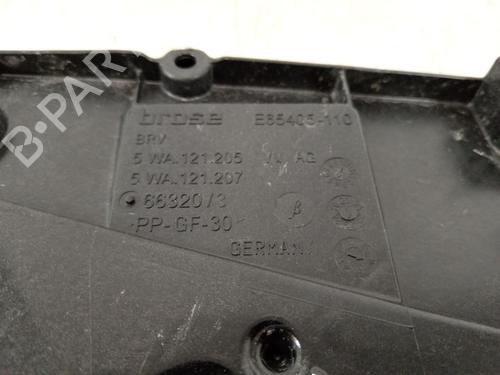 B-PARTS
brose E85405-110
BRV
5 WA.121.205 VW AG
5 WA.121.207
6632073
PP-GF-30
β
GERMANY